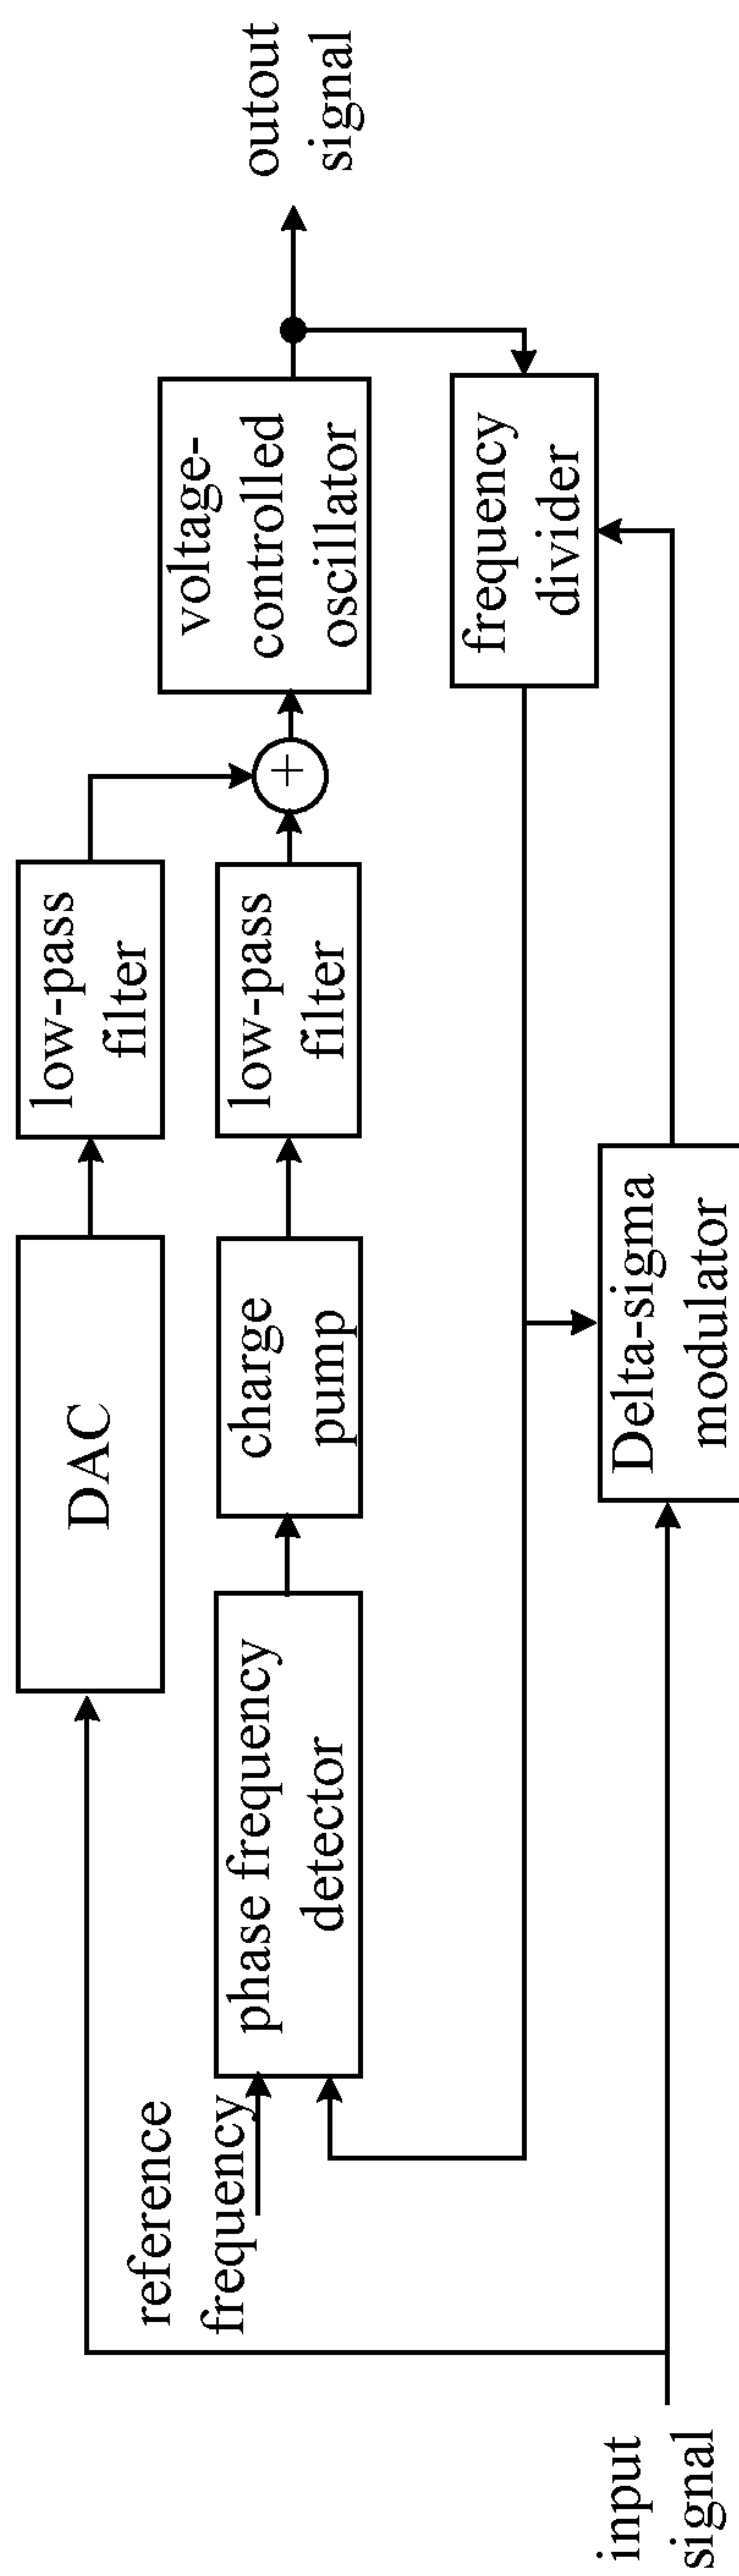 DAC
low-pass
filter
reference
frequency
phase frequency
detector
charge
pump
low-pass
filter
voltage-
controlled
oscillator
outout
signal
frequency
divider
input
signal
Delta-sigma
modulator